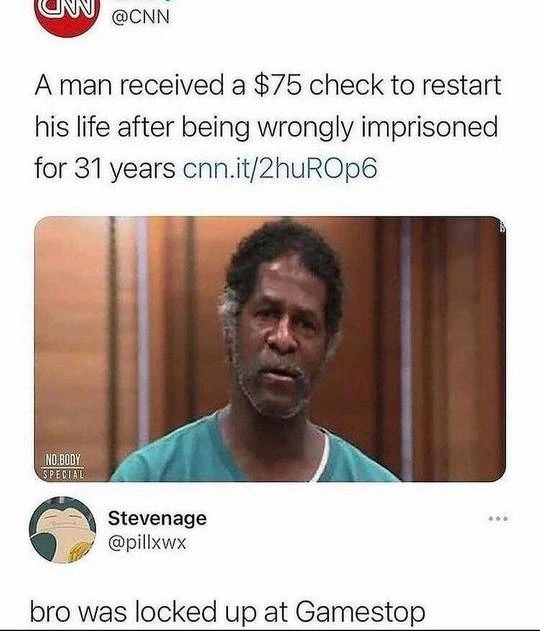 CNN
@CNN
A man received a $75 check to restart
his life after being wrongly imprisoned
for 31 years cnn.it/2huROp6
NO.BODY
SPECIAL
Stevenage
@pillxwx
bro was locked up at Gamestop